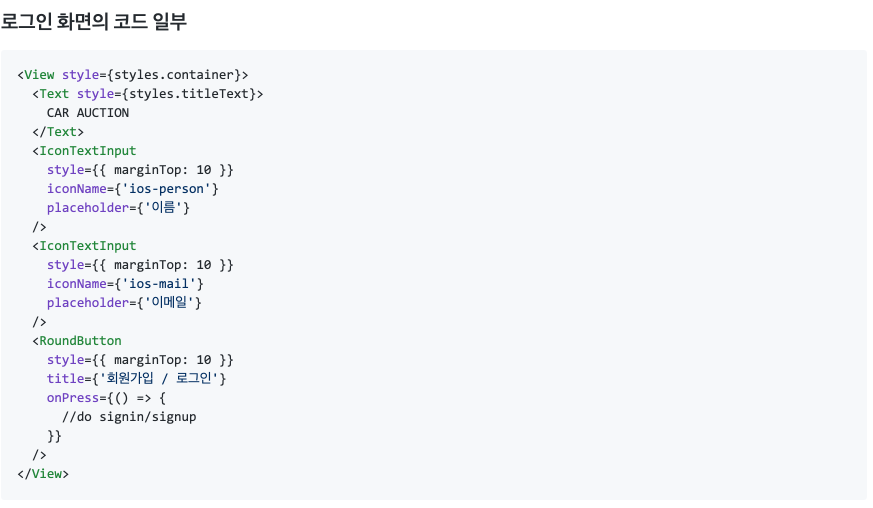 로그인 화면의 코드 일부
<View style={styles.container}>
  <Text style={styles.titleText}>
    CAR AUCTION
  </Text>
  <IconTextInput
    style={{ marginTop: 10 }}
    iconName={'ios-person'}
    placeholder={'이름'}
  />
  <IconTextInput
    style={{ marginTop: 10 }}
    iconName={'ios-mail'}
    placeholder={'이메일'}
  />
  <RoundButton
    style={{ marginTop: 10 }}
    title={'회원가입 / 로그인'}
    onPress={() => {
      //do signin/signup
    }}
  />
</View>